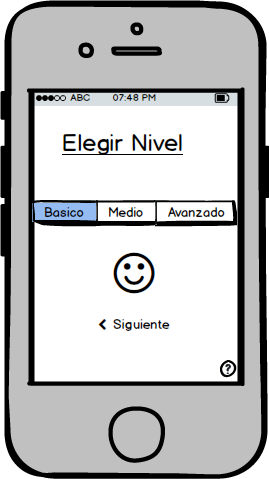 ABC 07:48 PM
Elegir Nivel
Basico Medio Avanzado
Siguiente
?